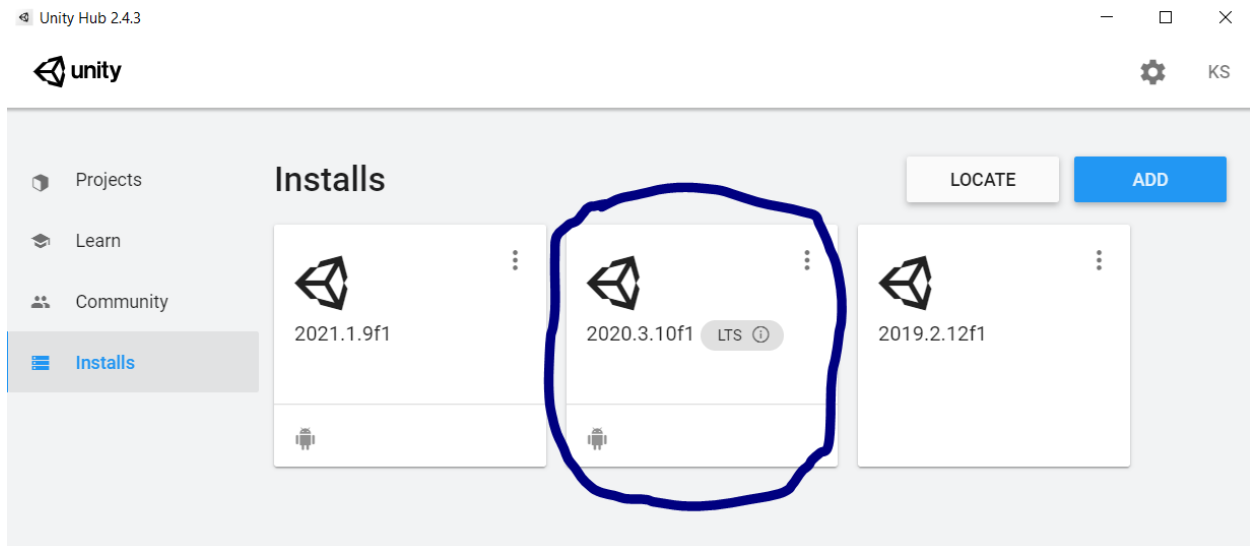 Unity Hub 2.4.3
unity
KS
Projects
Learn
Community
Installs
Installs
LOCATE
ADD
2021.1.9f1
2020.3.10f1 LTS
2019.2.12f1